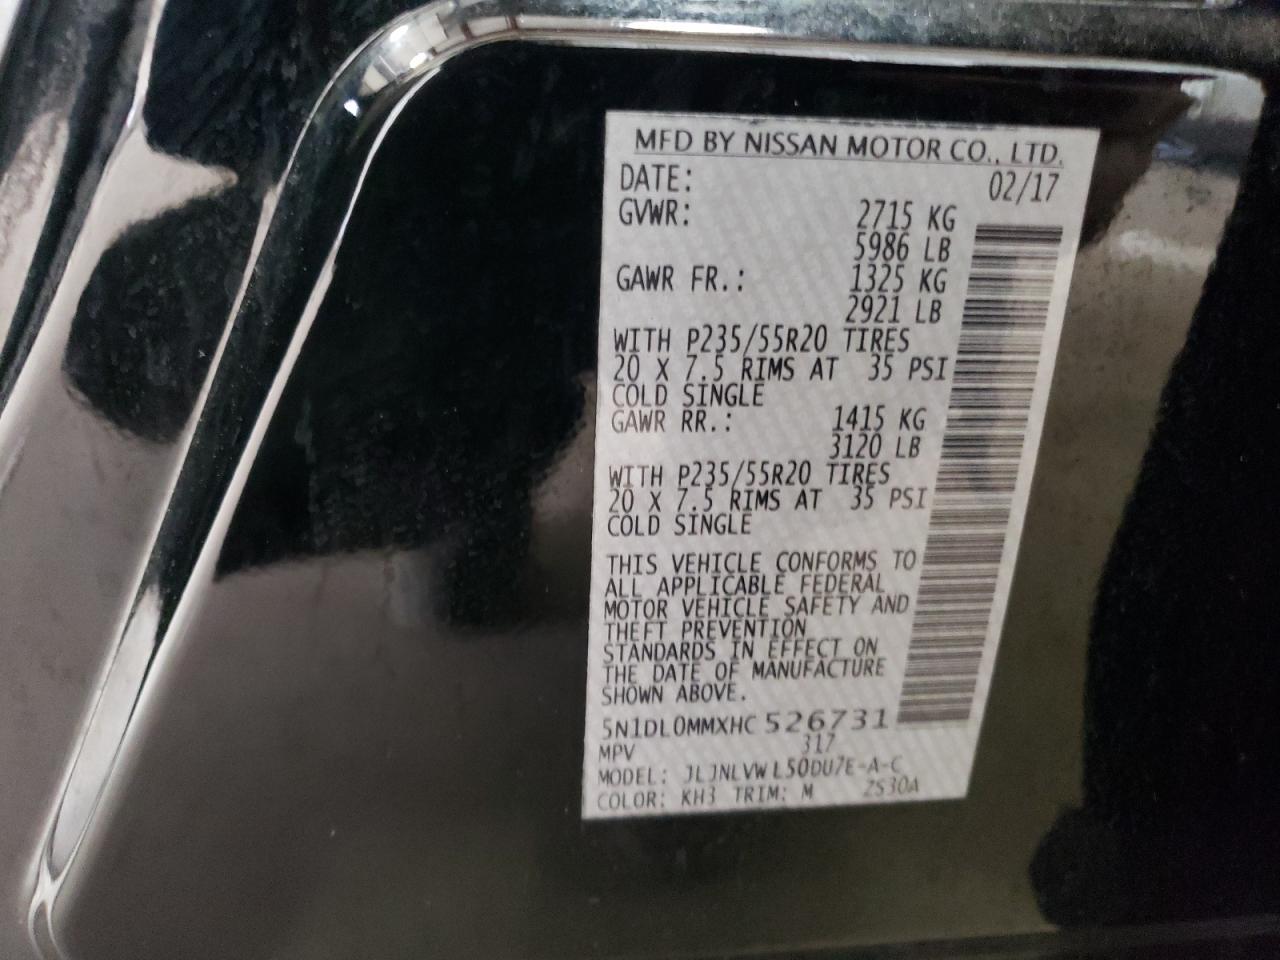 MFD BY NISSAN MOTOR CO., LTD.
DATE: 02/17
GVWR: 2715 KG
5986 LB
GAWR FR.: 1325 KG
2921 LB
WITH P235/55R20 TIRES
20 X 7.5 RIMS AT 35 PSI
COLD SINGLE
GAWR RR.: 1415 KG
3120 LB
WITH P235/55R20 TIRES
20 X 7.5 RIMS AT 35 PSI
COLD SINGLE
THIS VEHICLE CONFORMS TO
ALL APPLICABLE FEDERAL
MOTOR VEHICLE SAFETY AND
THEFT PREVENTION
STANDARDS IN EFFECT ON
THE DATE OF MANUFACTURE
SHOWN ABOVE.
5N1DL0MMXHC526731
MPV 317
MODEL: JLJNLVWL50DU7E-A-C
COLOR: KH3 TRIM: M ZS30A